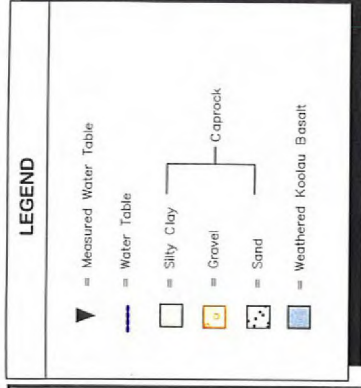 LEGEND
= Measured Water Table
= Water Table
= Silty Clay
= Gravel
= Sand
Caprock
= Weathered Koolau Basalt